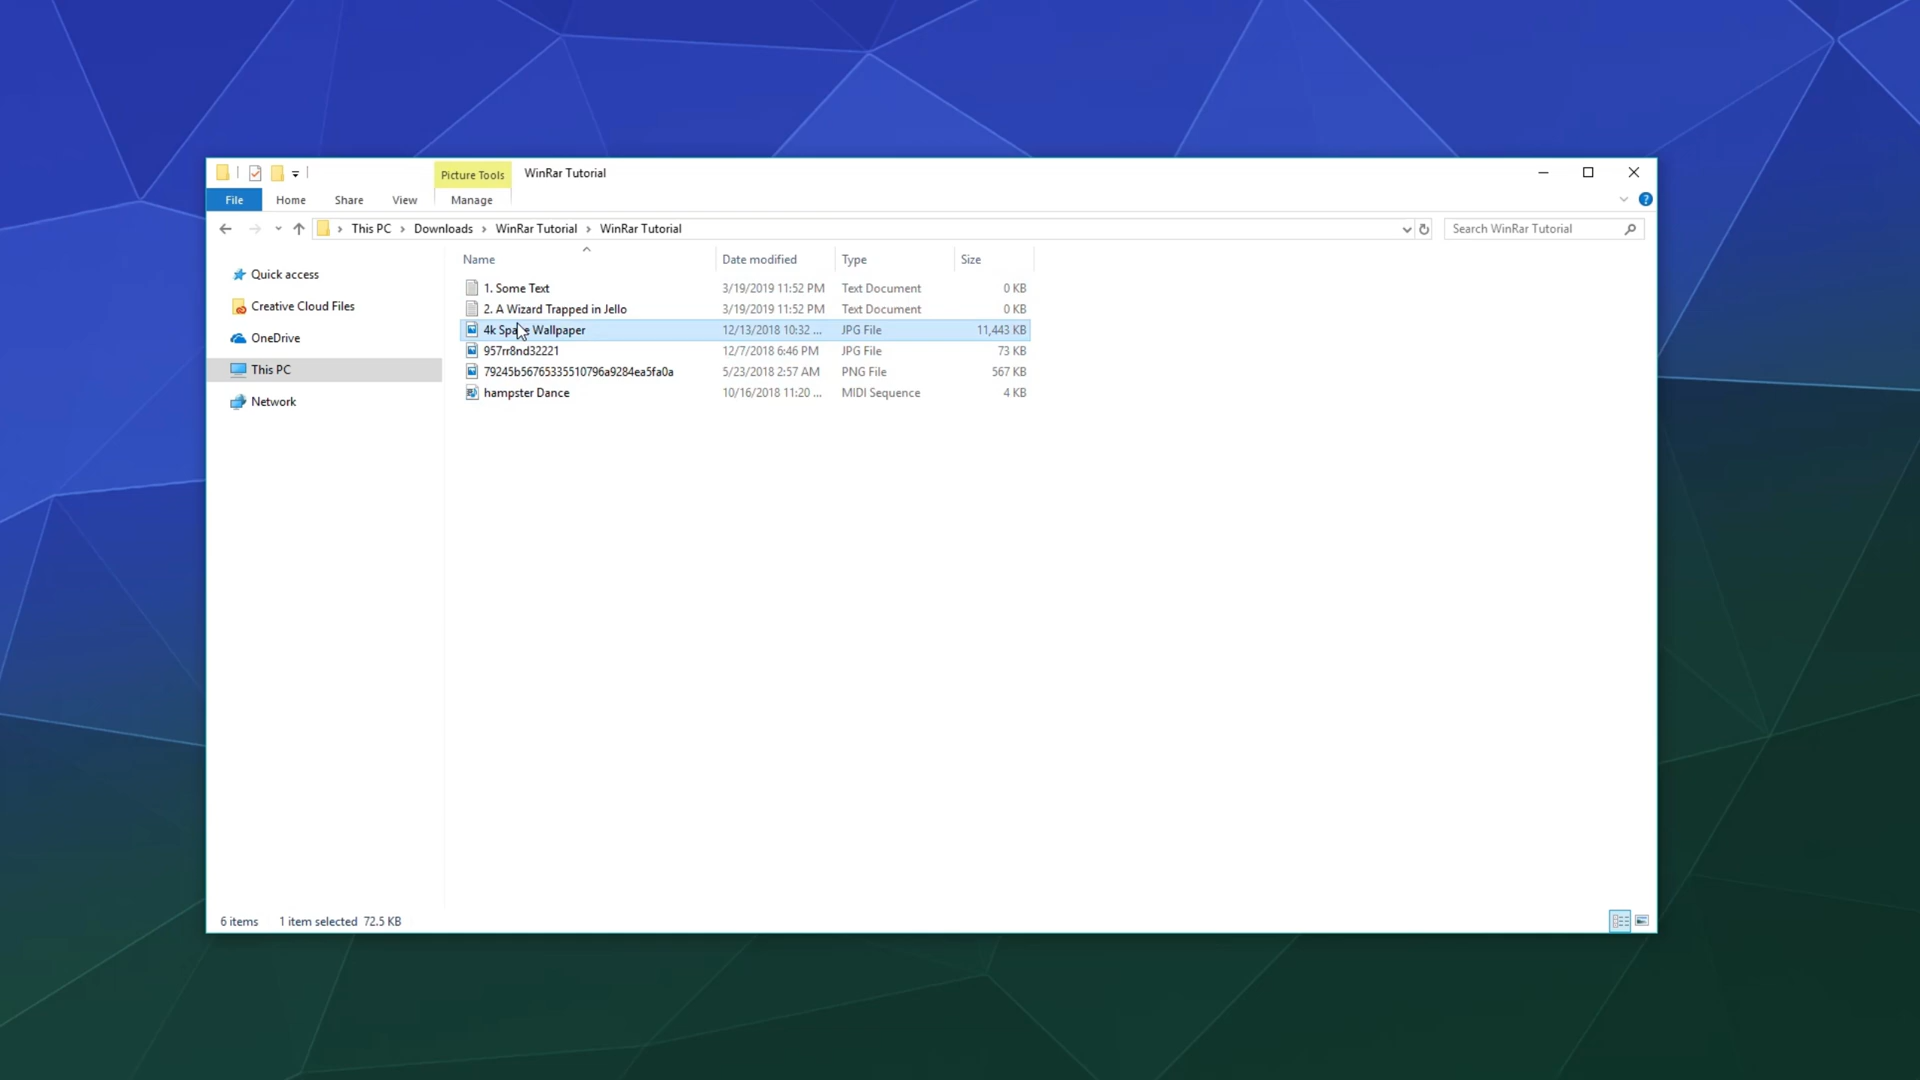 Picture Tools WinRar Tutorial
File Home Share View Manage
This PC Downloads WinRar Tutorial WinRar Tutorial Search WinRar Tutorial
Name Date modified Type Size
Quick access
Creative Cloud Files
OneDrive
This PC
Network
1. Some Text 3/19/2019 11:52 PM Text Document 0 KB
2. A Wizard Trapped in Jello 3/19/2019 11:52 PM Text Document 0 KB
4k Space Wallpaper 12/13/2018 10:32 ... JPG File 11,443 KB
957rr8nd32221 12/7/2018 6:46 PM JPG File 73 KB
79245b56765335510796a9284ea5fa0a 5/23/2018 2:57 AM PNG File 567 KB
hampster Dance 10/16/2018 11:20 ... MIDI Sequence 4 KB
6 items 1 item selected 72.5 KB